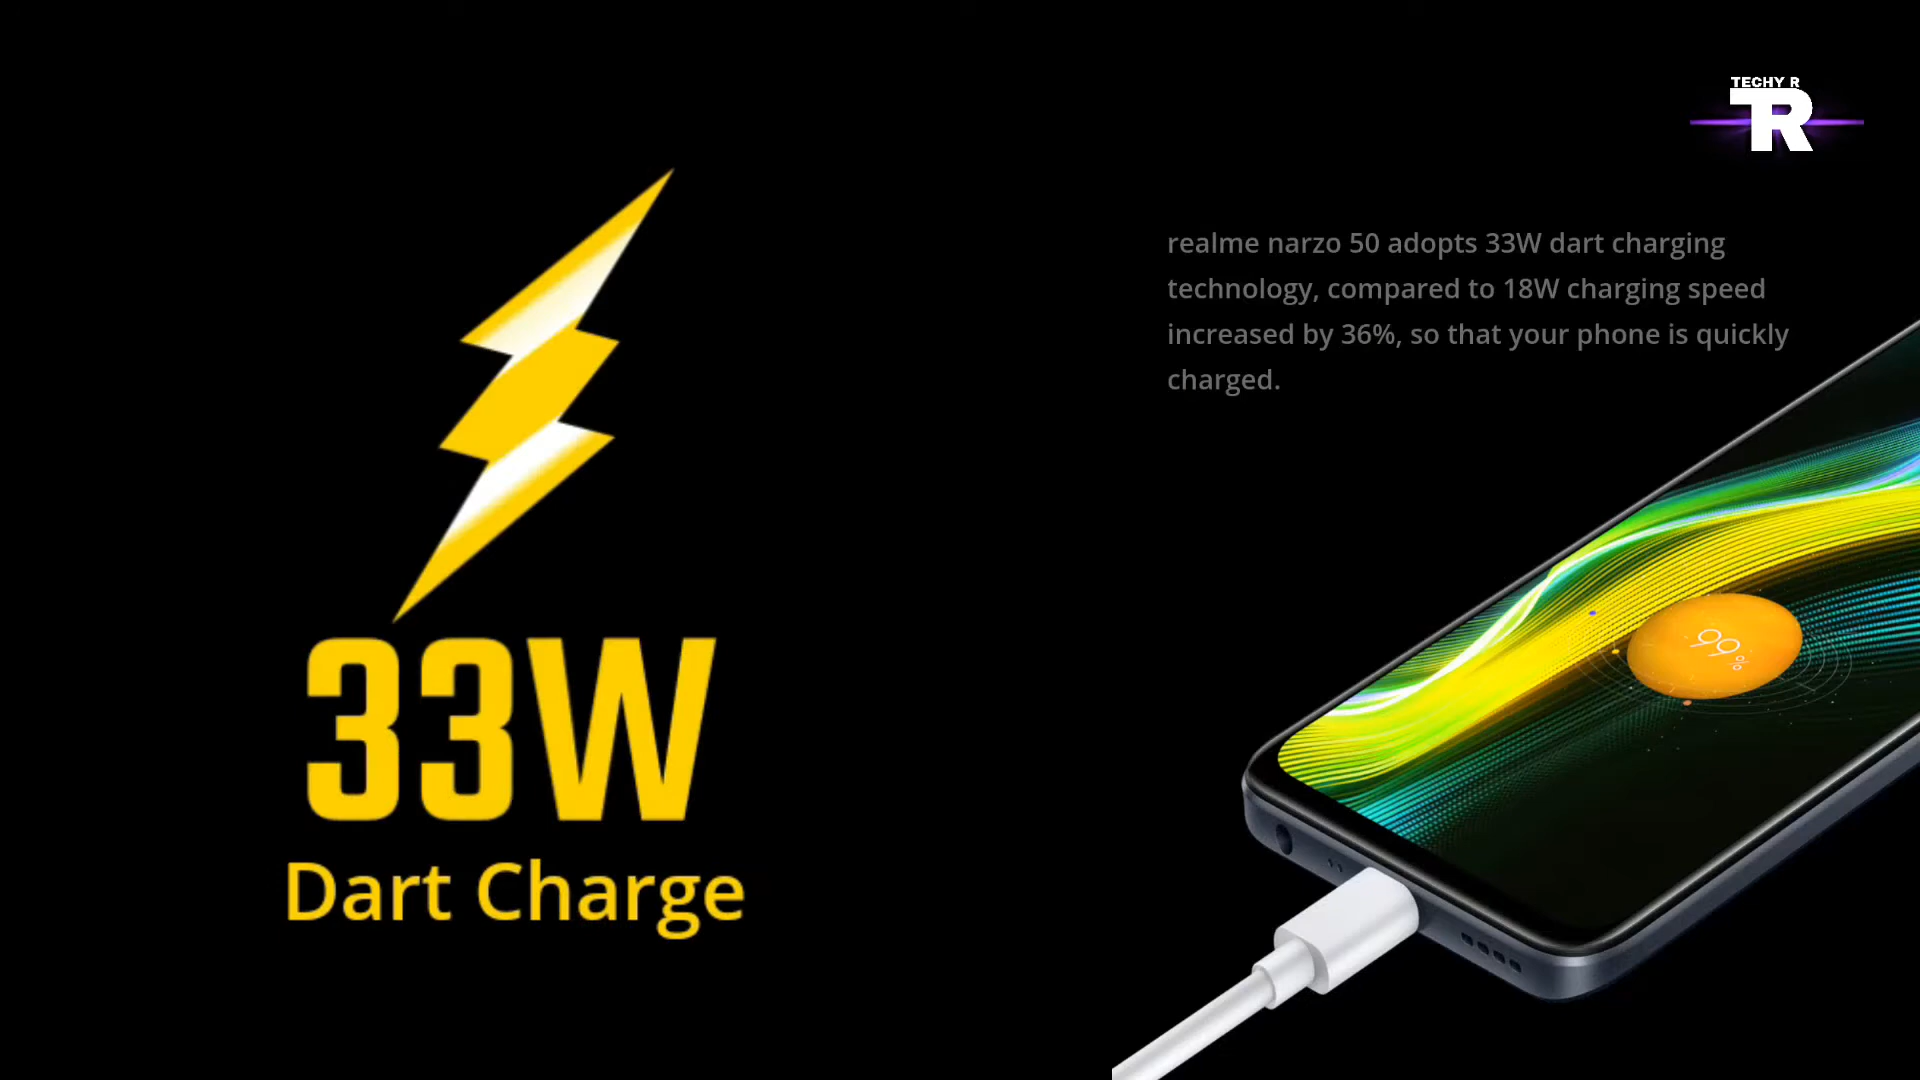 TECHY R
TR
realme narzo 50 adopts 33W dart charging
technology, compared to 18W charging speed
increased by 36%, so that your phone is quickly
charged.
33W
Dart Charge
99%